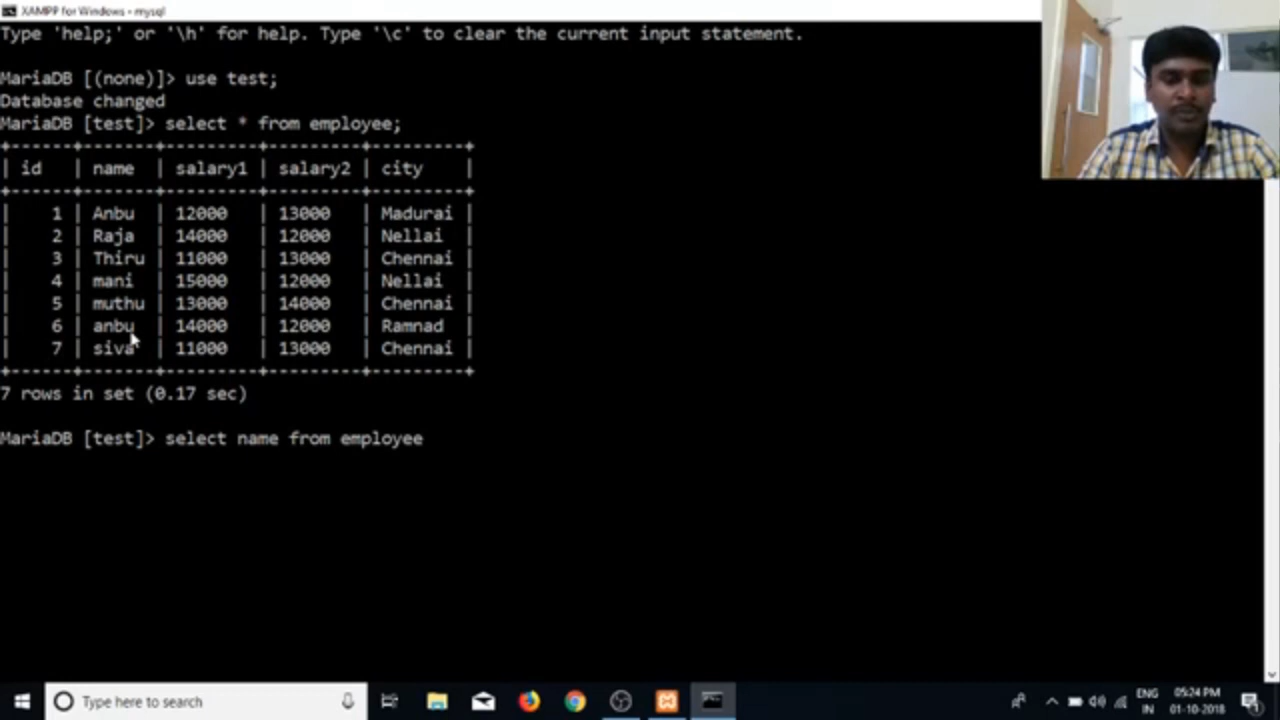 XAMPP for Windows - mysql
Type 'help;' or '\h' for help. Type '\c' to clear the current input statement.
MariaDB [(none)]> use test;
Database changed
MariaDB [test]> select * from employee;
+------+-------+---------+---------+---------+
| id   | name  | salary1 | salary2 | city    |
+------+-------+---------+---------+---------+
|    1 | Anbu  | 12000   | 13000   | Madurai |
|    2 | Raja  | 14000   | 12000   | Nellai  |
|    3 | Thiru | 11000   | 13000   | Chennai |
|    4 | mani  | 15000   | 12000   | Nellai  |
|    5 | muthu | 13000   | 14000   | Chennai |
|    6 | anbu  | 14000   | 12000   | Ramnad  |
|    7 | siva  | 11000   | 13000   | Chennai |
+------+-------+---------+---------+---------+
7 rows in set (0.17 sec)
MariaDB [test]> select name from employee
Type here to search
ENG
IN
05:24 PM
01-10-2018